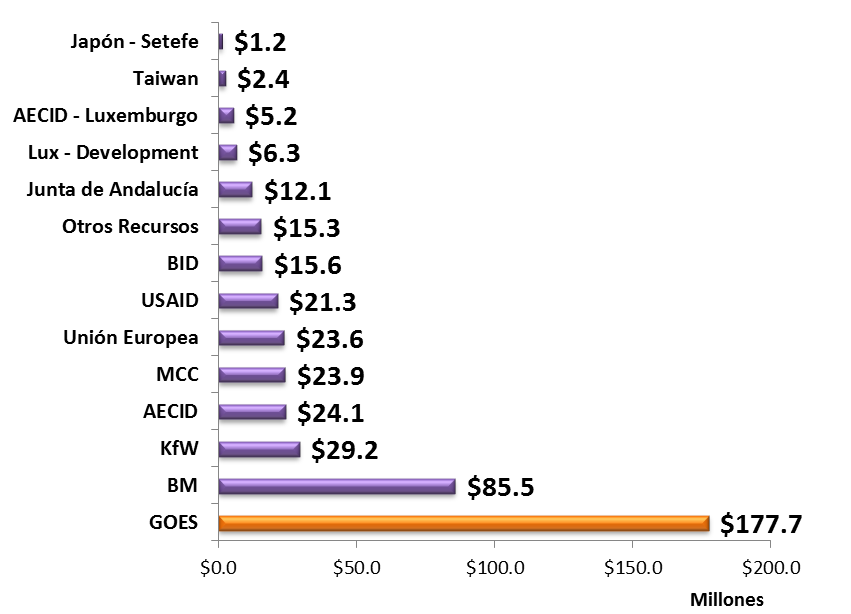 Japón - Setefe $1.2
Taiwan $2.4
AECID - Luxemburgo $5.2
Lux - Development $6.3
Junta de Andalucía $12.1
Otros Recursos $15.3
BID $15.6
USAID $21.3
Unión Europea $23.6
MCC $23.9
AECID $24.1
KfW $29.2
BM $85.5
GOES $177.7
$0.0 $50.0 $100.0 $150.0 $200.0
Millones